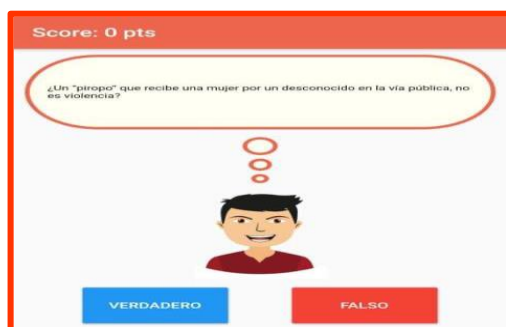 Score: 0 pts
¿Un "piropo" que recibe una mujer por un desconocido en la vía pública, no
es violencia?
VERDADERO
FALSO